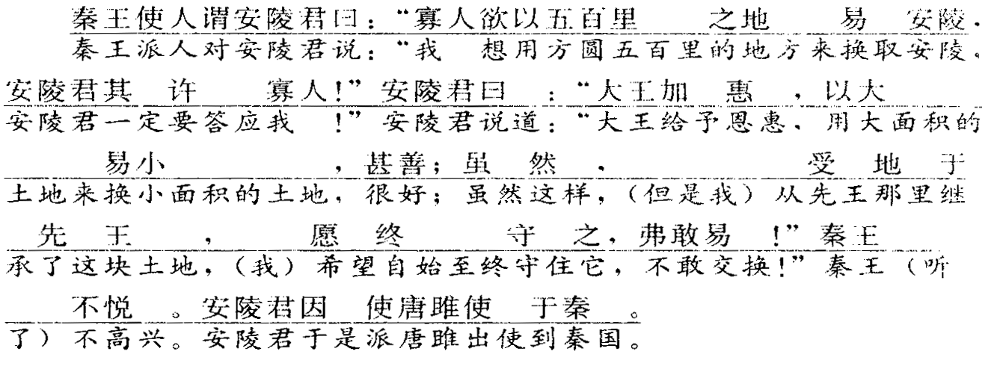 秦王使人谓安陵君曰：“寡人欲以五百里 之地 易 安陵.
秦王派人对安陵君说：“我 想用方圆五百里的地方来换取安陵。
安陵君其 许 寡人！”安陵君曰 ：“大王加 惠 ，以大
安陵君一定要答应我 ！”安陵君说道：“大王给予恩惠、用大面积的
易小 ，甚善；虽 然 ， 受 地 于
土地来换小面积的土地，很好；虽然这样，（但是我）从先王那里继
先 王 ， 愿 终 守 之，弗敢易 ！”秦王
承了这块土地，（我）希望自始至终守住它，不敢交换！”秦王（听
不悦 。安陵君因 使唐雎使 于秦 。
了）不高兴。安陵君于是派唐雎出使到秦国。